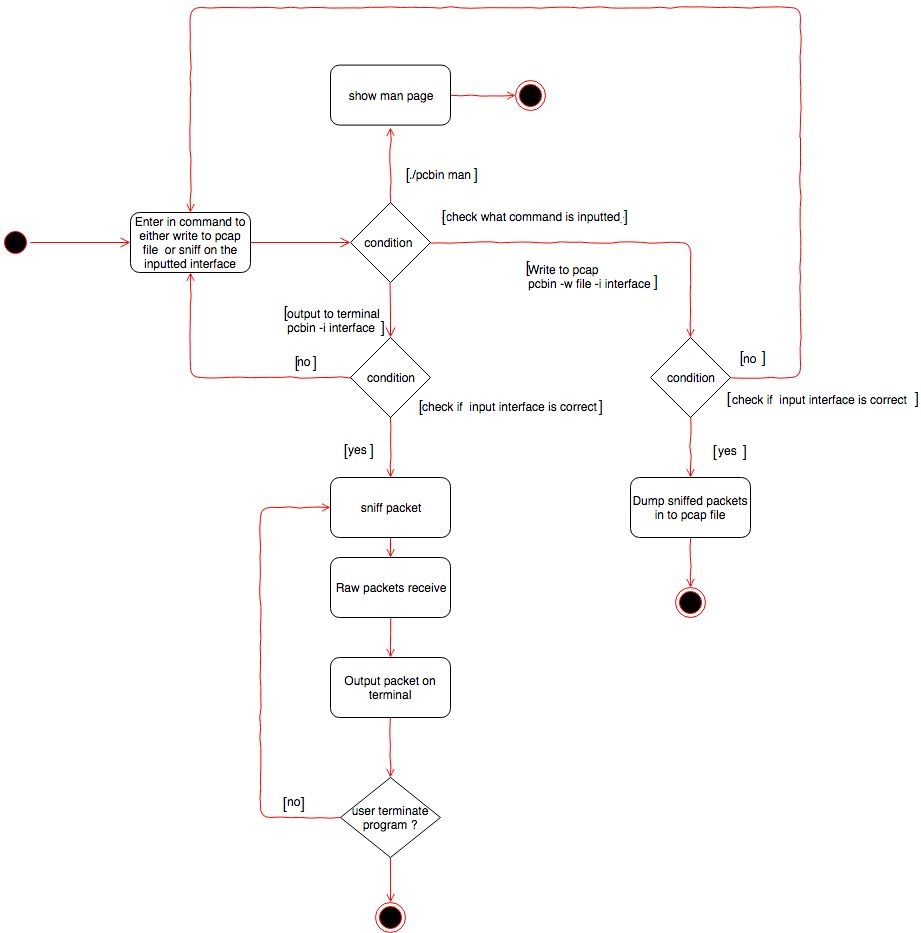 show man page
[./pcbin man ]
[check what command is inputted.]
Enter in command to
either write to pcap
file or sniff on the
inputted interface
condition
[Write to pcap
pcbin -w file -i interface ]
[output to terminal
pcbin -i interface ]
[no ]
condition
[check if input interface is correct]
condition
[no ]
[check if input interface is correct ]
[yes ]
[yes ]
sniff packet
Dump sniffed packets
in to pcap file
Raw packets receive
Output packet on
terminal
[no]
user terminate
program ?